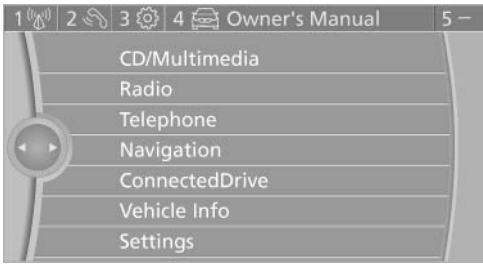 1 2 3 4 Owner's Manual 5 –
CD/Multimedia
Radio
Telephone
Navigation
ConnectedDrive
Vehicle Info
Settings